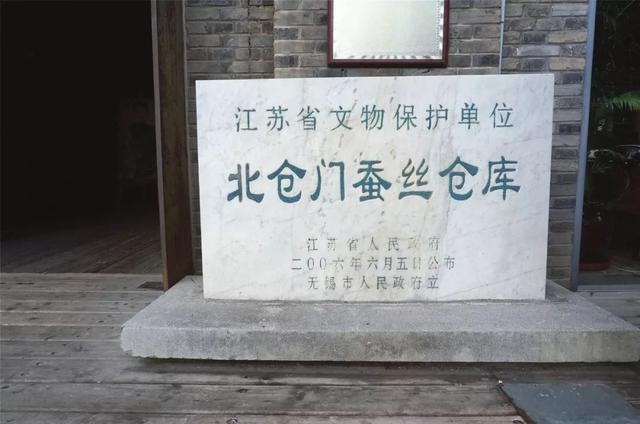 江苏省文物保护单位
北仓门蚕丝仓库
江苏省人民政府
二〇〇六年六月五日公布
无锡市人民政府立